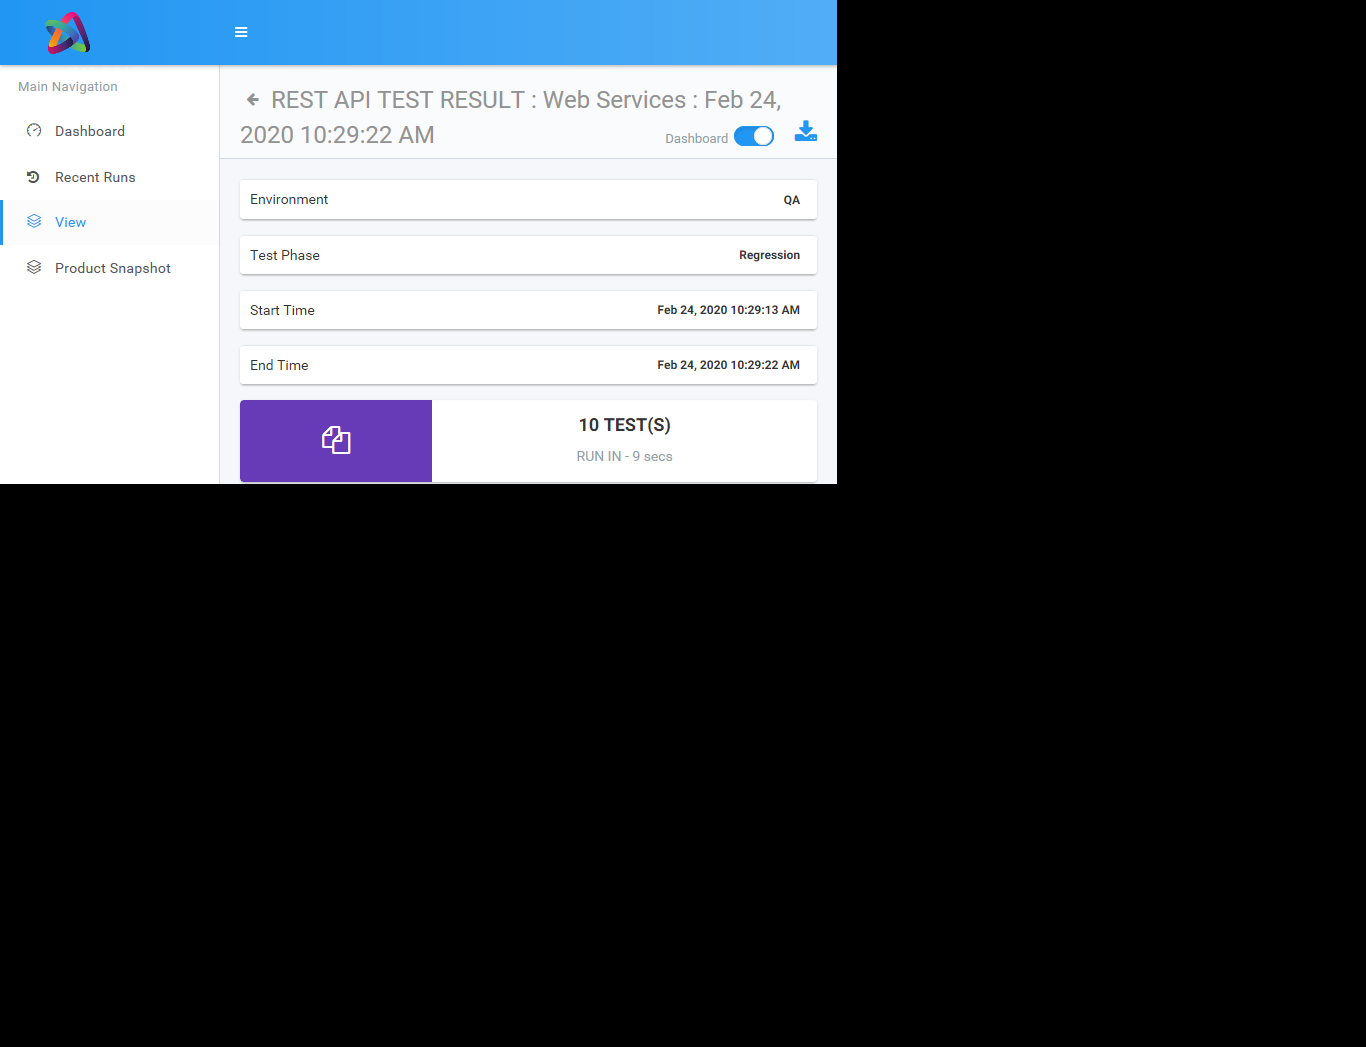 Main Navigation
Dashboard
Recent Runs
View
Product Snapshot
REST API TEST RESULT : Web Services : Feb 24,
2020 10:29:22 AM
Dashboard
Environment QA
Test Phase Regression
Start Time Feb 24, 2020 10:29:13 AM
End Time Feb 24, 2020 10:29:22 AM
10 TEST(S)
RUN IN - 9 secs